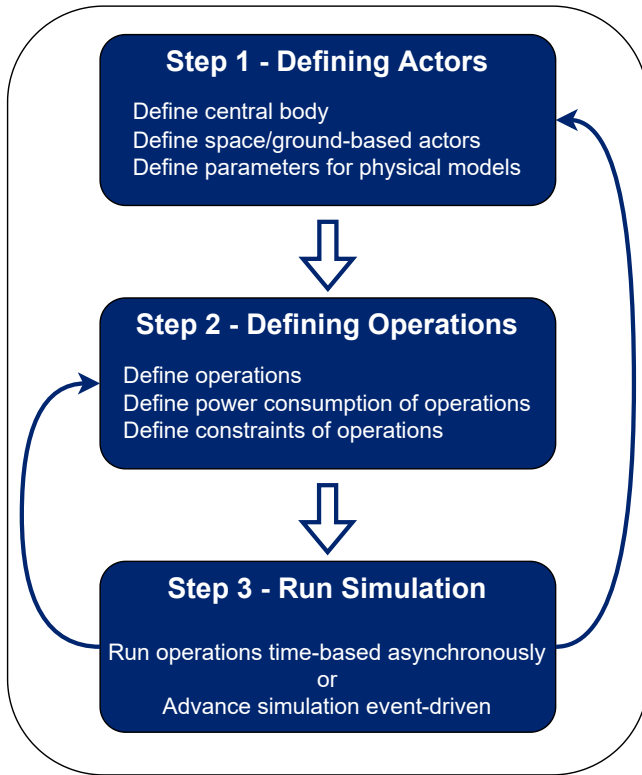 Step 1 - Defining Actors
Define central body
Define space/ground-based actors
Define parameters for physical models
Step 2 - Defining Operations
Define operations
Define power consumption of operations
Define constraints of operations
Step 3 - Run Simulation
Run operations time-based asynchronously
or
Advance simulation event-driven